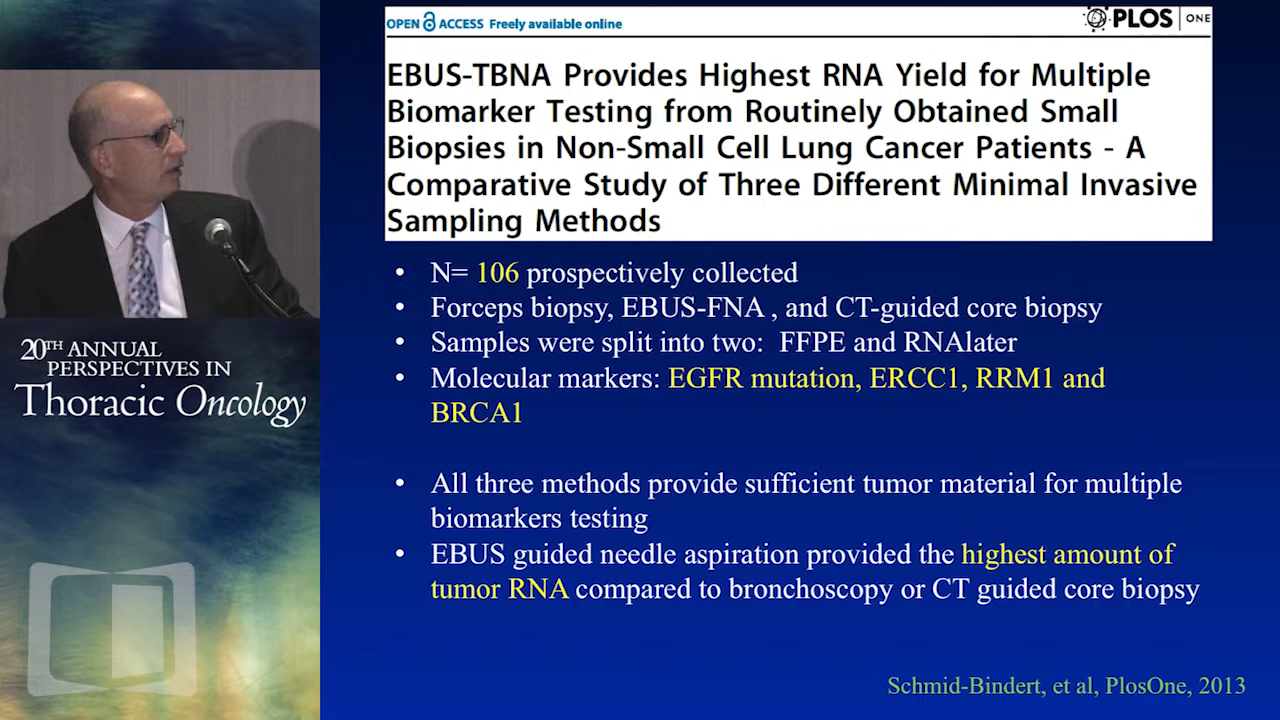 OPEN ACCESS Freely available online
PLOS ONE
EBUS-TBNA Provides Highest RNA Yield for Multiple
Biomarker Testing from Routinely Obtained Small
Biopsies in Non-Small Cell Lung Cancer Patients - A
Comparative Study of Three Different Minimal Invasive
Sampling Methods
• N= 106 prospectively collected
• Forceps biopsy, EBUS-FNA , and CT-guided core biopsy
• Samples were split into two: FFPE and RNAlater
• Molecular markers: EGFR mutation, ERCC1, RRM1 and
BRCA1
• All three methods provide sufficient tumor material for multiple
biomarkers testing
• EBUS guided needle aspiration provided the highest amount of
tumor RNA compared to bronchoscopy or CT guided core biopsy
Schmid-Bindert, et al, PlosOne, 2013
20TH ANNUAL
PERSPECTIVES IN
Thoracic Oncology